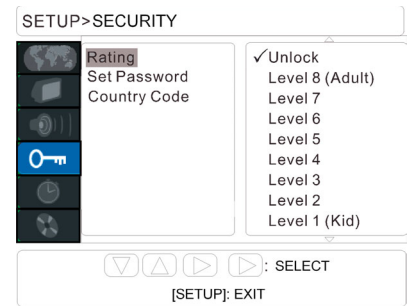 SETUP>SECURITY
Rating
Set Password
Country Code
✓Unlock
Level 8 (Adult)
Level 7
Level 6
Level 5
Level 4
Level 3
Level 2
Level 1 (Kid)
: SELECT
[SETUP]: EXIT